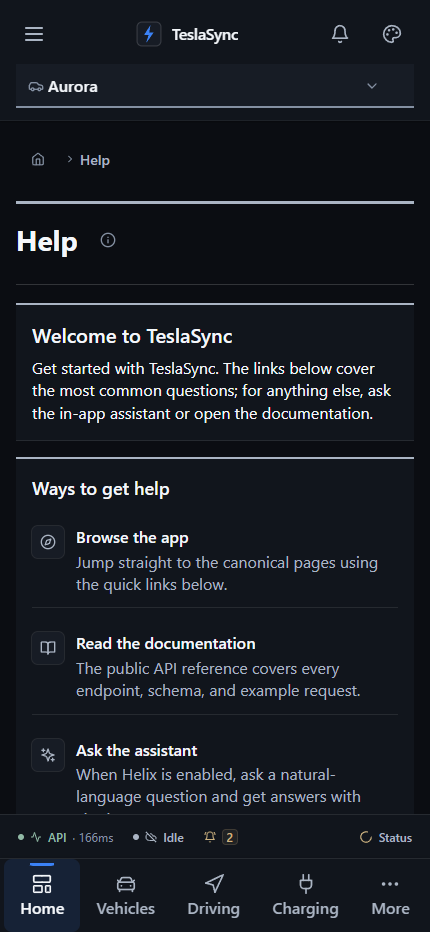 TeslaSync
Aurora
Help
Help
Welcome to TeslaSync
Get started with TeslaSync. The links below cover
the most common questions; for anything else, ask
the in-app assistant or open the documentation.
Ways to get help
Browse the app
Jump straight to the canonical pages using
the quick links below.
Read the documentation
The public API reference covers every
endpoint, schema, and example request.
Ask the assistant
When Helix is enabled, ask a natural-
language question and get answers with
API · 166ms
Idle
2
Status
Home
Vehicles
Driving
Charging
More